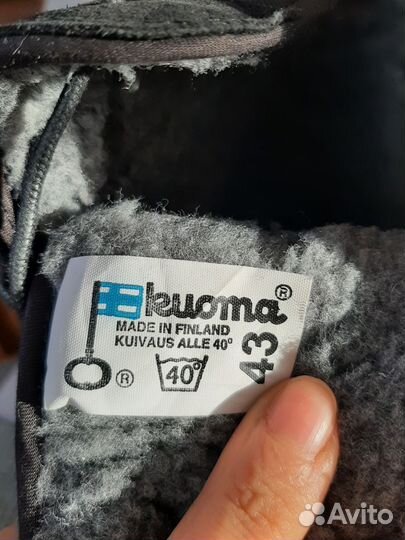 kuoma®
MADE IN FINLAND
KUIVAUS ALLE 40°
®
40°
43
Avito